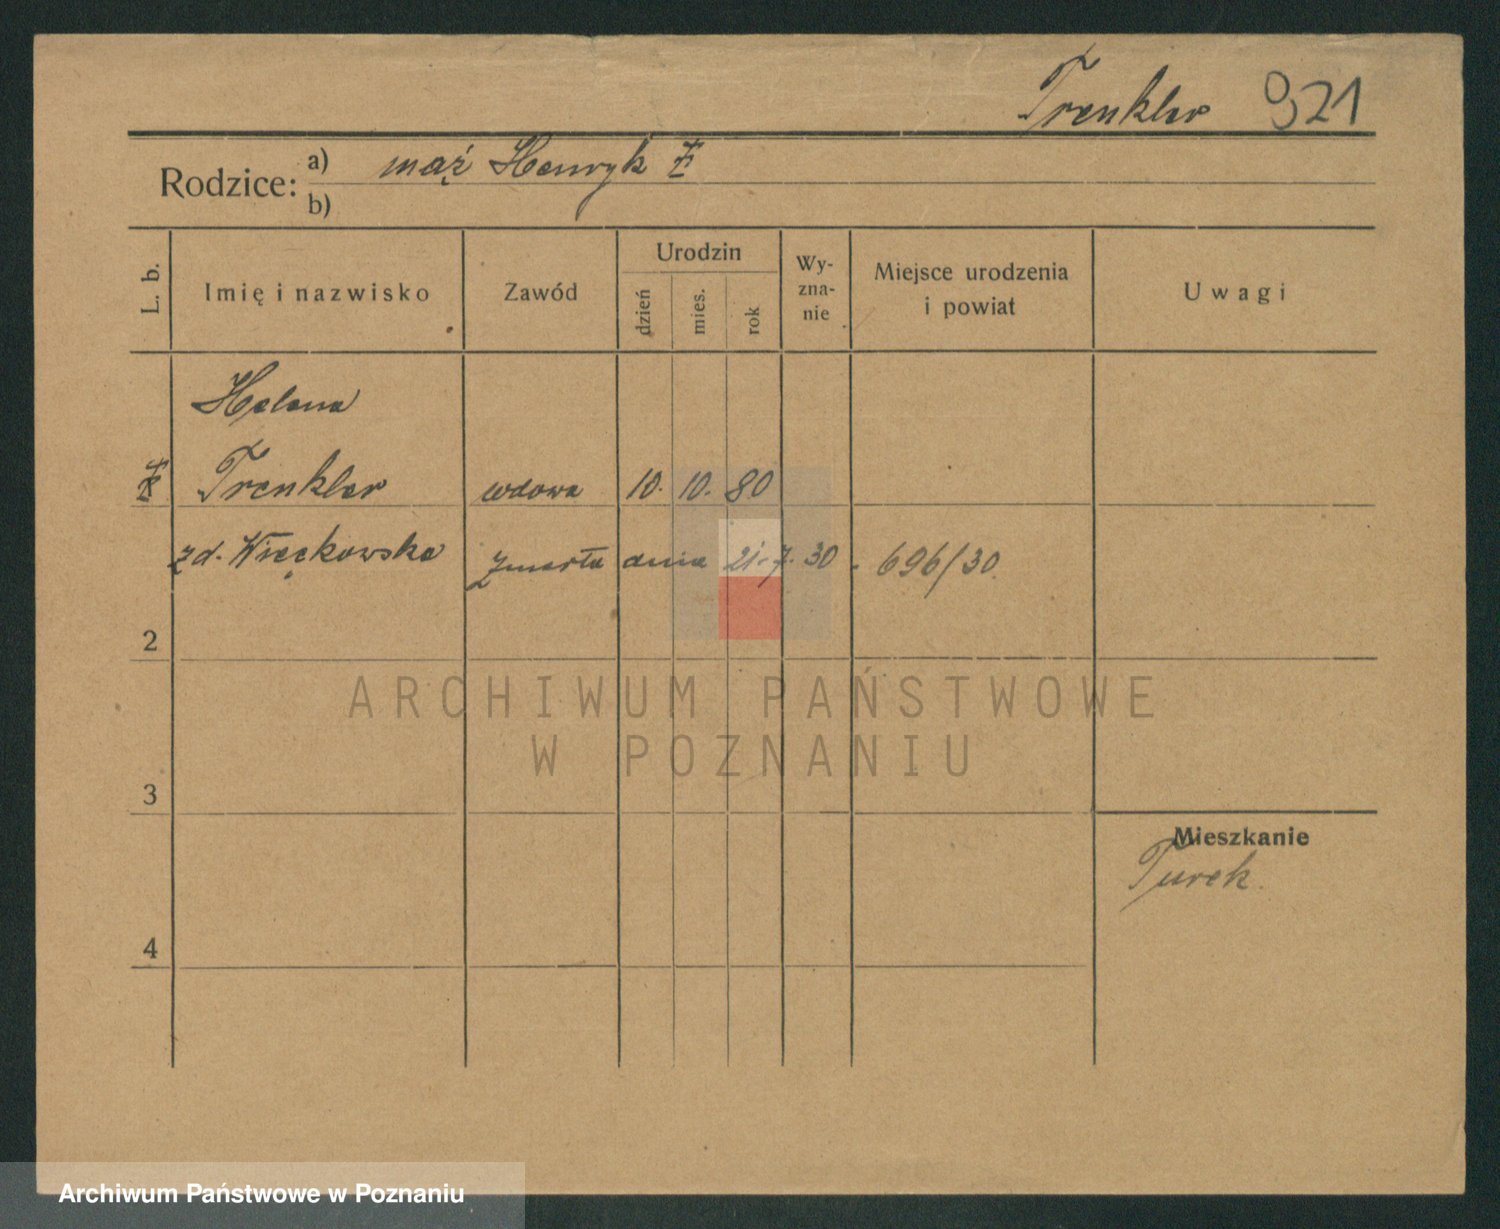 Trenkler 921
Rodzice: a) mąż Henryk
b)
L. b. Imię i nazwisko Zawód Urodzin dzień mies. rok Wy-zna-nie Miejsce urodzenia i powiat Uwagi
Helena
Trenkler wdowa 10. 10. 80
zd. Więckowska zmarła dnia 21.7.30. 696/30
2
ARCHIWUM PAŃSTWOWE
W POZNANIU
3
Mieszkanie
Turek.
4
Archiwum Państwowe w Poznaniu